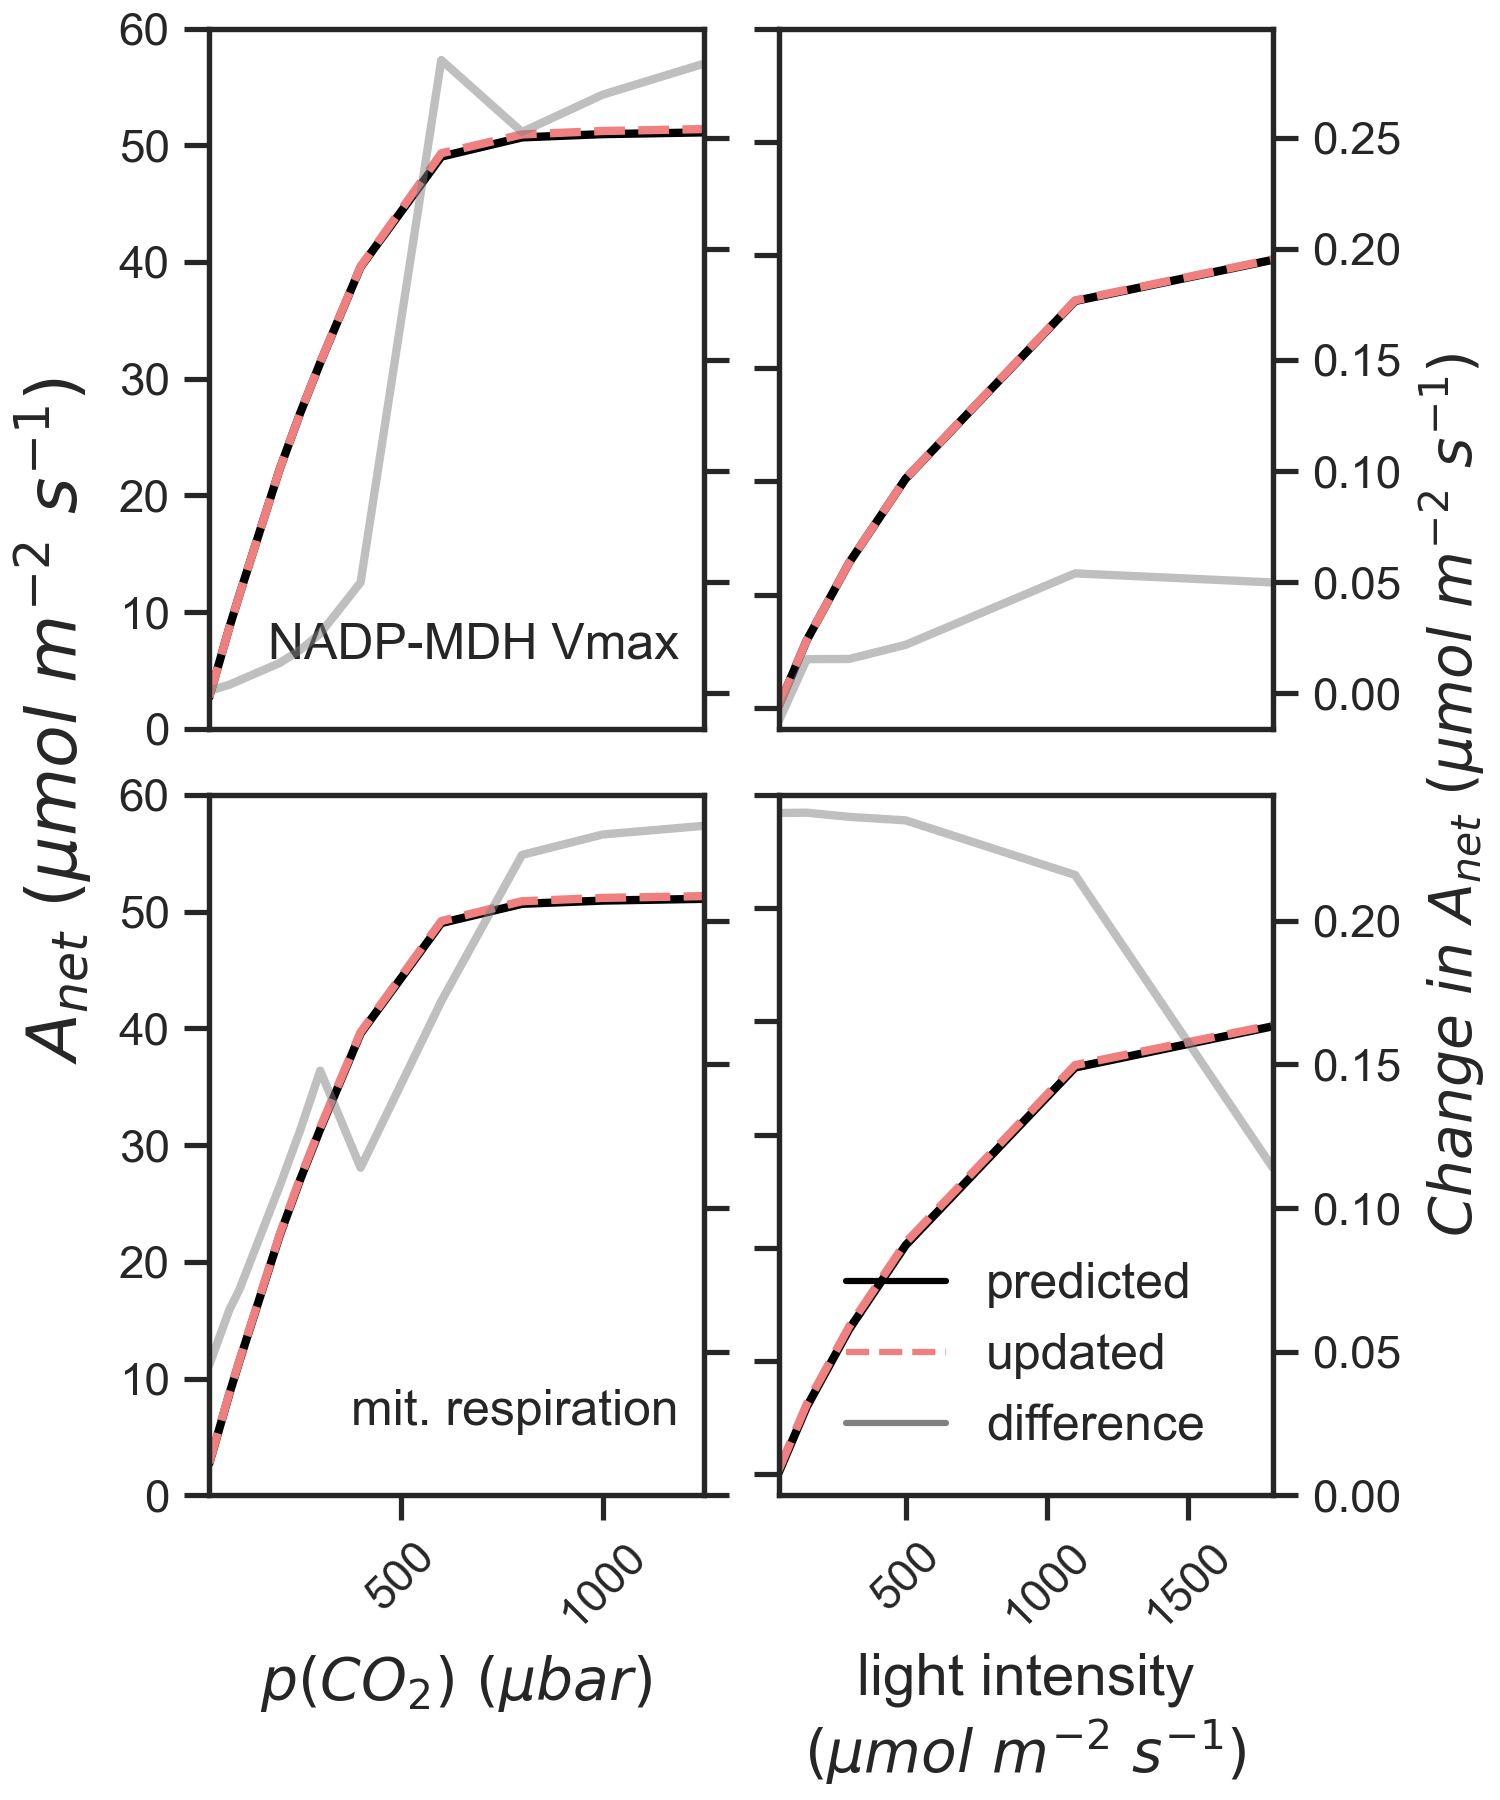 A_net (μmol m⁻² s⁻¹)
60
50
40
30
20
10
0
NADP-MDH Vmax
0.25
0.20
0.15
0.10
0.05
0.00
60
50
40
30
20
10
0
mit. respiration
predicted
updated
difference
0.20
0.15
0.10
0.05
0.00
Change in A_net (μmol m⁻² s⁻¹)
500 1000
500 1000 1500
p(CO₂) (μbar)
light intensity
(μmol m⁻² s⁻¹)